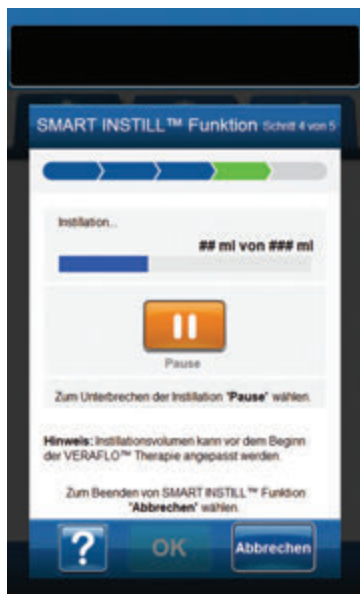 SMART INSTILL™ Funktion Schritt 4 von 5
Instillation...
## ml von ### ml
Pause
Zum Unterbrechen der Instillation "Pause" wählen.
Hinweis: Instillationsvolumen kann vor dem Beginn
der VERAFLO™ Therapie angepasst werden.
Zum Beenden von SMART INSTILL™ Funktion
"Abbrechen" wählen.
? OK Abbrechen